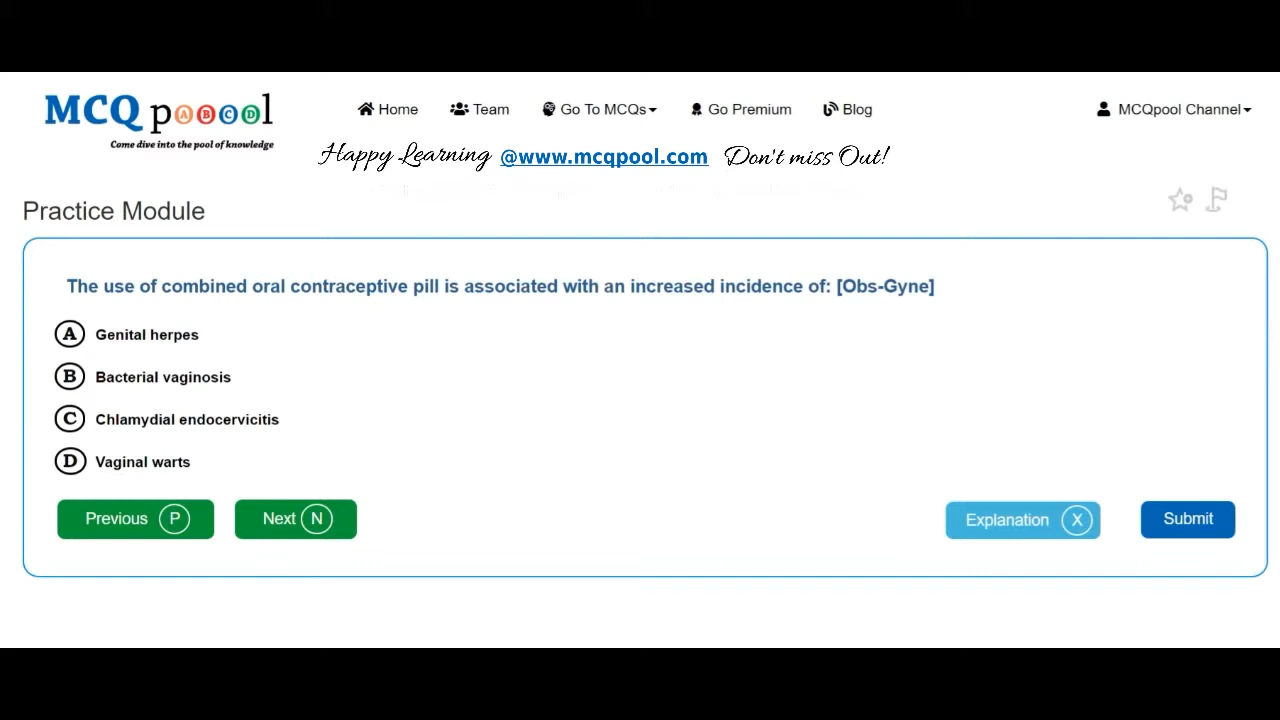 MCQ pooool
Come dive into the pool of knowledge
Home Team Go To MCQs Go Premium Blog MCQpool Channel
Happy Learning @www.mcqpool.com Don't miss Out!
Practice Module
The use of combined oral contraceptive pill is associated with an increased incidence of: [Obs-Gyne]
A Genital herpes
B Bacterial vaginosis
C Chlamydial endocervicitis
D Vaginal warts
Previous P Next N Explanation X Submit